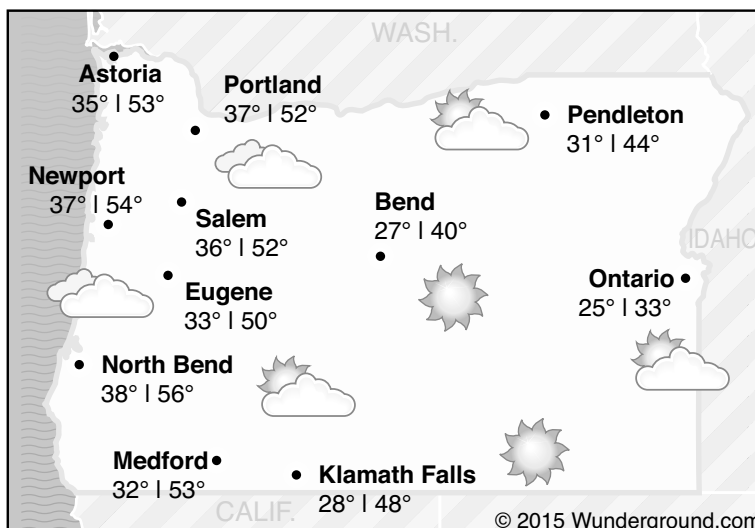 WASH.
Astoria
35° | 53°
Portland
37° | 52°
Pendleton
31° | 44°
Newport
37° | 54°
Salem
36° | 52°
Bend
27° | 40°
IDAHO
Eugene
33° | 50°
Ontario
25° | 33°
North Bend
38° | 56°
Medford
32° | 53°
Klamath Falls
28° | 48°
CALIF.
© 2015 Wunderground.com